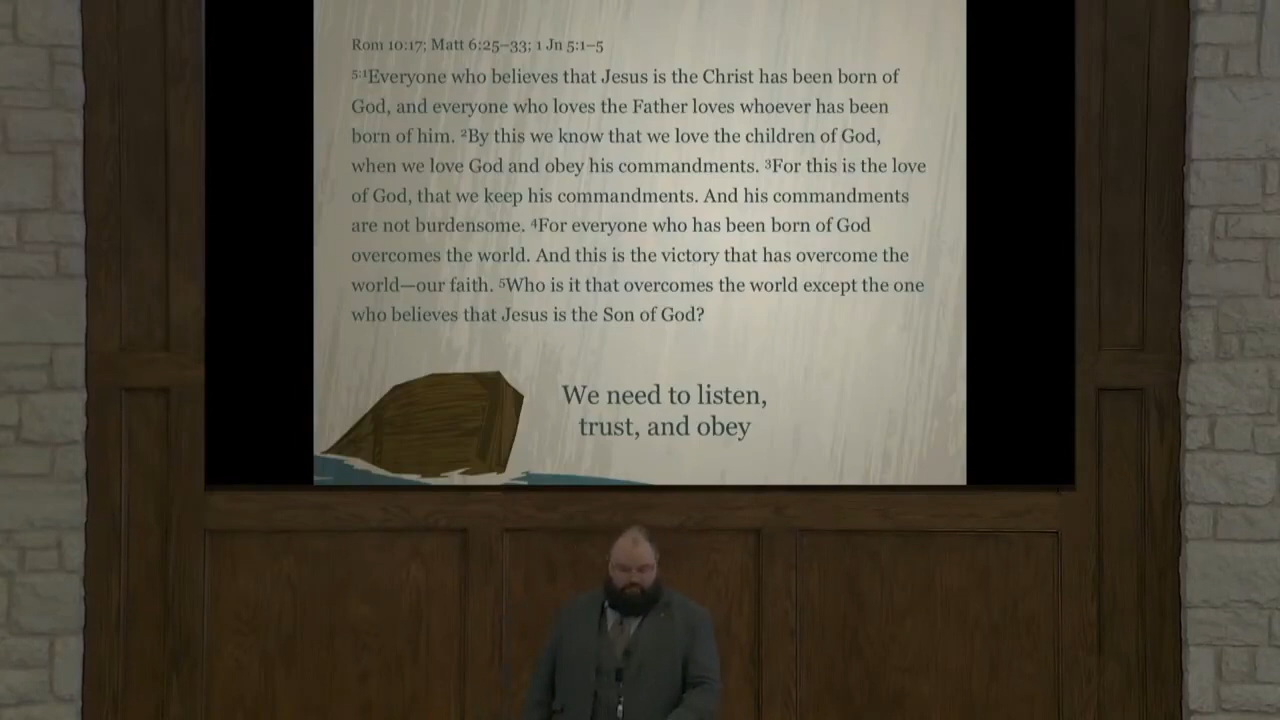 Rom 10:17; Matt 6:25–33; 1 Jn 5:1–5
5:1Everyone who believes that Jesus is the Christ has been born of
God, and everyone who loves the Father loves whoever has been
born of him. ²By this we know that we love the children of God,
when we love God and obey his commandments. ³For this is the love
of God, that we keep his commandments. And his commandments
are not burdensome. ⁴For everyone who has been born of God
overcomes the world. And this is the victory that has overcome the
world—our faith. ⁵Who is it that overcomes the world except the one
who believes that Jesus is the Son of God?
We need to listen,
trust, and obey